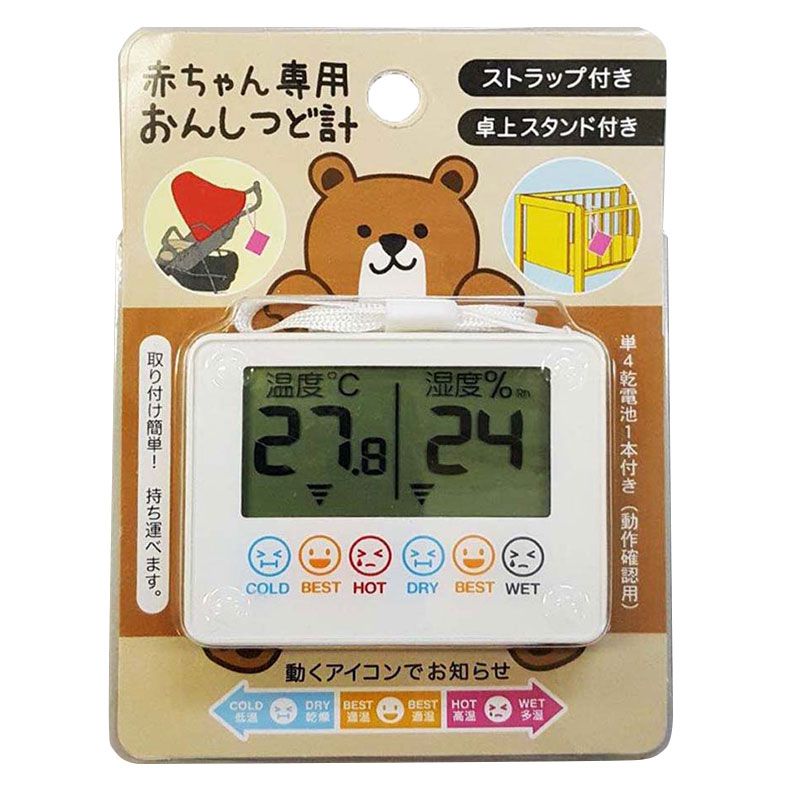 赤ちゃん専用
おんしつど計
ストラップ付き
卓上スタンド付き
取り付け簡単！ 持ち運べます。
単4乾電池1本付き（動作確認用）
温度℃ 湿度% Rh
27.8 24
COLD BEST HOT DRY BEST WET
動くアイコンでお知らせ
COLD DRY BEST BEST HOT WET
低温 乾燥 適温 適湿 高温 多湿